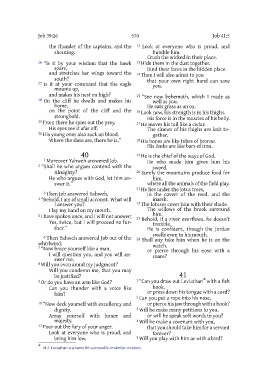 Job 39:26 570 Job 41:5
the thunder of the captains, and the
shouting.
26 "Is it by your wisdom that the hawk
soars,
and stretches her wings toward the
south?
27 Is it at your command that the eagle
mounts up,
and makes his nest on high?
28 On the cliff he dwells and makes his
home,
on the point of the cliff and the
stronghold.
29 From there he spies out the prey.
His eyes see it afar off.
30 His young ones also suck up blood.
Where the slain are, there he is."
40
1 Moreover Yahweh answered Job,
2 "Shall he who argues contend with the
Almighty?
He who argues with God, let him an-
swer it."
3 Then Job answered Yahweh,
4 "Behold, I am of small account. What will
I answer you?
I lay my hand on my mouth.
5 I have spoken once, and I will not answer;
Yes, twice, but I will proceed no fur-
ther."
6 Then Yahweh answered Job out of the
whirlwind:
7 "Now brace yourself like a man.
I will question you, and you will an-
swer me.
8 Will you even annul my judgment?
Will you condemn me, that you may
be justified?
9 Or do you have an arm like God?
Can you thunder with a voice like
him?
10 "Now deck yourself with excellency and
dignity.
Array yourself with honor and
majesty.
11 Pour out the fury of your anger.
Look at everyone who is proud, and
bring him low.
12 Look at everyone who is proud, and
humble him.
Crush the wicked in their place.
13 Hide them in the dust together.
Bind their faces in the hidden place.
14 Then I will also admit to you
that your own right hand can save
you.
15 "See now behemoth, which I made as
well as you.
He eats grass as an ox.
16 Look now, his strength is in his thighs.
His force is in the muscles of his belly.
17 He moves his tail like a cedar.
The sinews of his thighs are knit to-
gether.
18 His bones are like tubes of bronze.
His limbs are like bars of iron.
19 He is the chief of the ways of God.
He who made him gives him his
sword.
20 Surely the mountains produce food for
him,
where all the animals of the field play.
21 He lies under the lotus trees,
in the covert of the reed, and the
marsh.
22 The lotuses cover him with their shade.
The willows of the brook surround
him.
23 Behold, if a river overflows, he doesn't
tremble.
He is confident, though the Jordan
swells even to his mouth.
24 Shall any take him when he is on the
watch,
or pierce through his nose with a
snare?
41
1 "Can you draw out Leviathan* with a fish
hook,
or press down his tongue with a cord?
2 Can you put a rope into his nose,
or pierce his jaw through with a hook?
3 Will he make many petitions to you,
or will he speak soft words to you?
4 Will he make a covenant with you,
that you should take him for a servant
forever?
5 Will you play with him as with a bird?
* 41:1 Leviathan is a name for a crocodile or similar creature.